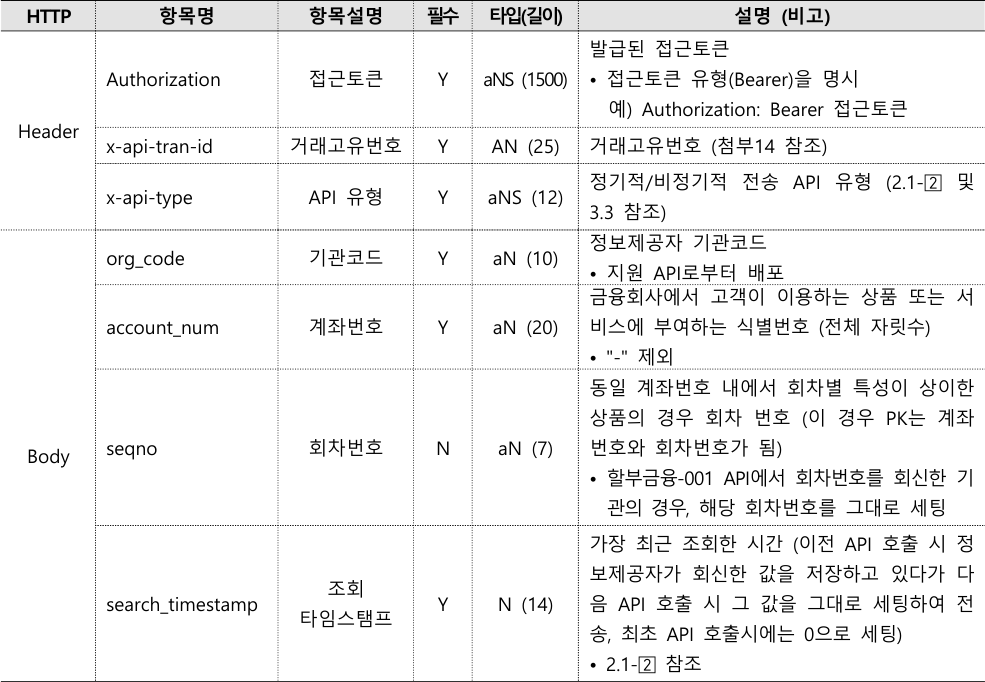 HTTP 항목명 항목설명 필수 타입(길이) 설명 (비고)
Header
Authorization 접근토큰 Y aNS (1500)
발급된 접근토큰
• 접근토큰 유형(Bearer)을 명시
예) Authorization: Bearer 접근토큰
x-api-tran-id 거래고유번호 Y AN (25) 거래고유번호 (첨부14 참조)
x-api-type API 유형 Y aNS (12)
정기적/비정기적 전송 API 유형 (2.1-2 및
3.3 참조)
Body
org_code 기관코드 Y aN (10)
정보제공자 기관코드
• 지원 API로부터 배포
account_num 계좌번호 Y aN (20)
금융회사에서 고객이 이용하는 상품 또는 서
비스에 부여하는 식별번호 (전체 자릿수)
• "-" 제외
seqno 회차번호 N aN (7)
동일 계좌번호 내에서 회차별 특성이 상이한
상품의 경우 회차 번호 (이 경우 PK는 계좌
번호와 회차번호가 됨)
• 할부금융-001 API에서 회차번호를 회신한 기
관의 경우, 해당 회차번호를 그대로 세팅
search_timestamp
조회
타임스탬프
Y N (14)
가장 최근 조회한 시간 (이전 API 호출 시 정
보제공자가 회신한 값을 저장하고 있다가 다
음 API 호출 시 그 값을 그대로 세팅하여 전
송, 최초 API 호출시에는 0으로 세팅)
• 2.1-2 참조